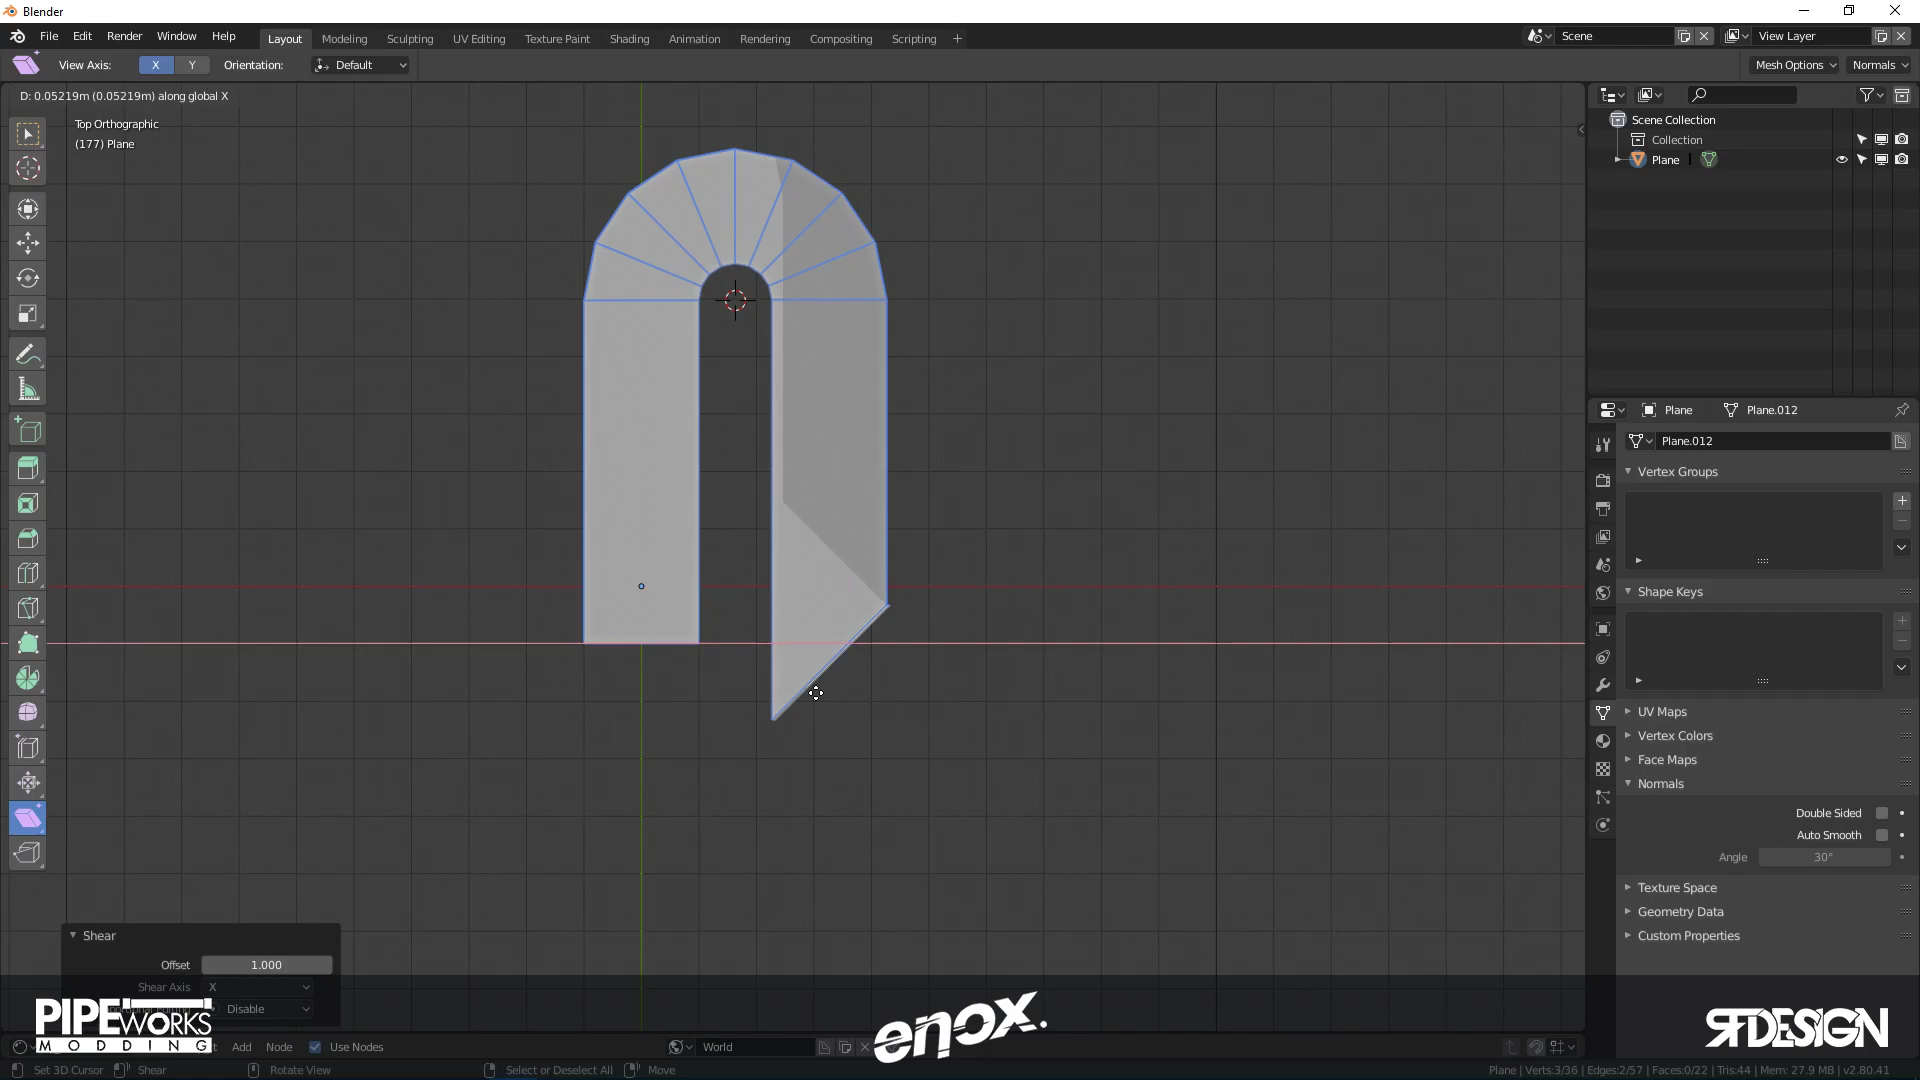 Blender
File Edit Render Window Help Layout Modeling Sculpting UV Editing Texture Paint Shading Animation Rendering Compositing Scripting + Scene View Layer
View Axis: X Y Orientation: Default Mesh Options Normals
D: 0.05219m (0.05219m) along global X
Top Orthographic
(177) Plane
Scene Collection
Collection
Plane
Plane Plane.012
Plane.012
Vertex Groups
Shape Keys
UV Maps
Vertex Colors
Face Maps
Normals
Double Sided
Auto Smooth
Angle 30°
Texture Space
Geometry Data
Custom Properties
Shear
Offset 1.000
Shear Axis X
Disable
PIPEWORKS
MODDING
enox.
RFDESIGN
Add Node Use Nodes World
Set 3D Cursor Shear Rotate View Select or Deselect All Move Plane | Verts:3/36 | Edges:2/57 | Faces:0/22 | Tris:44 | Mem: 27.9 MB | v2.80.41